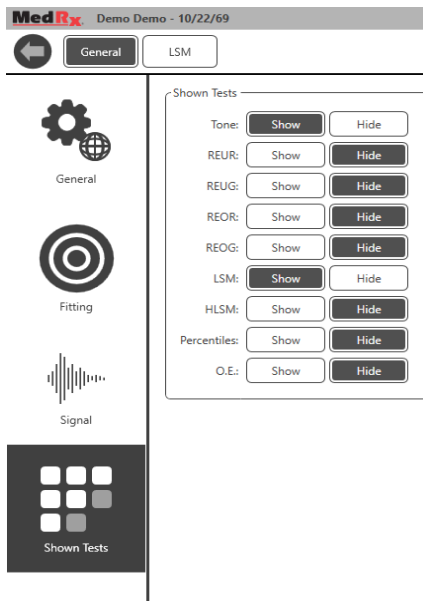 MedRx Demo Demo - 10/22/69
General LSM
Shown Tests
Tone: Show Hide
REUR: Show Hide
General
REUG: Show Hide
REOR: Show Hide
REOG: Show Hide
LSM: Show Hide
Fitting
HLSM: Show Hide
Percentiles: Show Hide
O.E.: Show Hide
Signal
Shown Tests